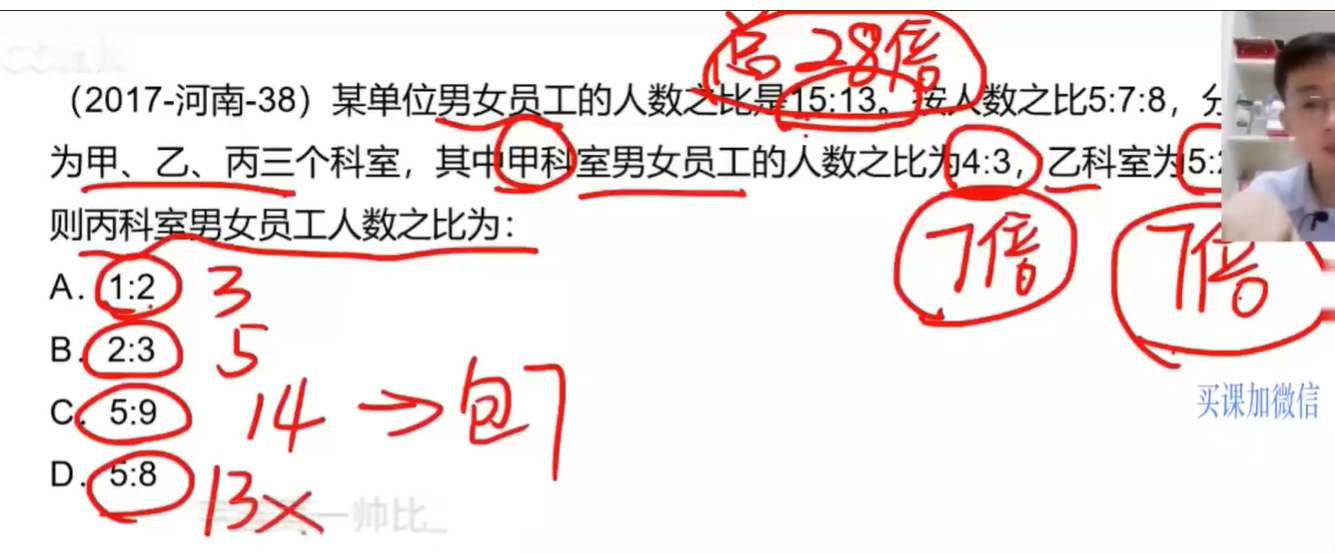 总28倍
(2017-河南-38)某单位男女员工的人数之比是15:13。按人数之比5:7:8,分
为甲、乙、丙三个科室,其中甲科室男女员工的人数之比为4:3,乙科室为5:
则丙科室男女员工人数之比为:
7倍 7倍
A. 1:2 3
B. 2:3 5
C. 5:9 14 → 包7
买课加微信
D. 5:8 13×
一帅比_